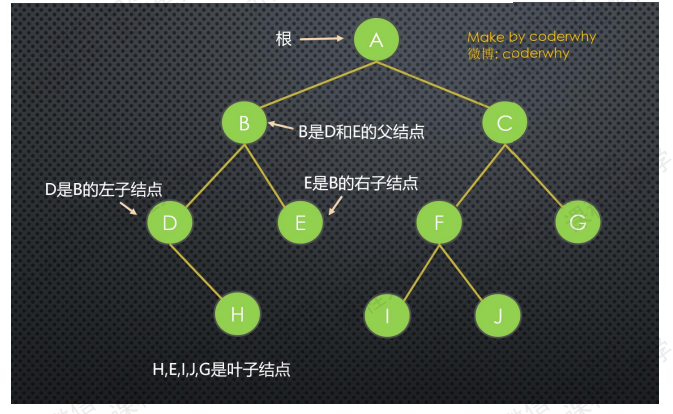 根
A
Make by coderwhy
微博: coderwhy
B
B是D和E的父结点
C
D是B的左子结点
E是B的右子结点
D
E
F
G
H
I
J
H,E,I,J,G是叶子结点